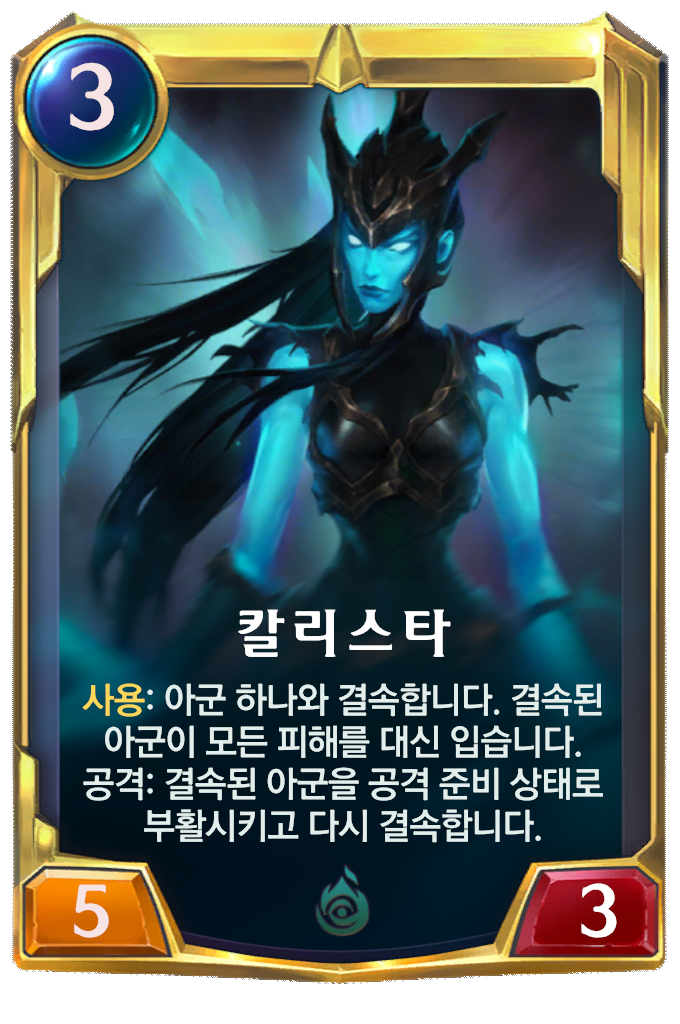 3
칼리스타
사용: 아군 하나와 결속합니다. 결속된
아군이 모든 피해를 대신 입습니다.
공격: 결속된 아군을 공격 준비 상태로
부활시키고 다시 결속합니다.
5
3